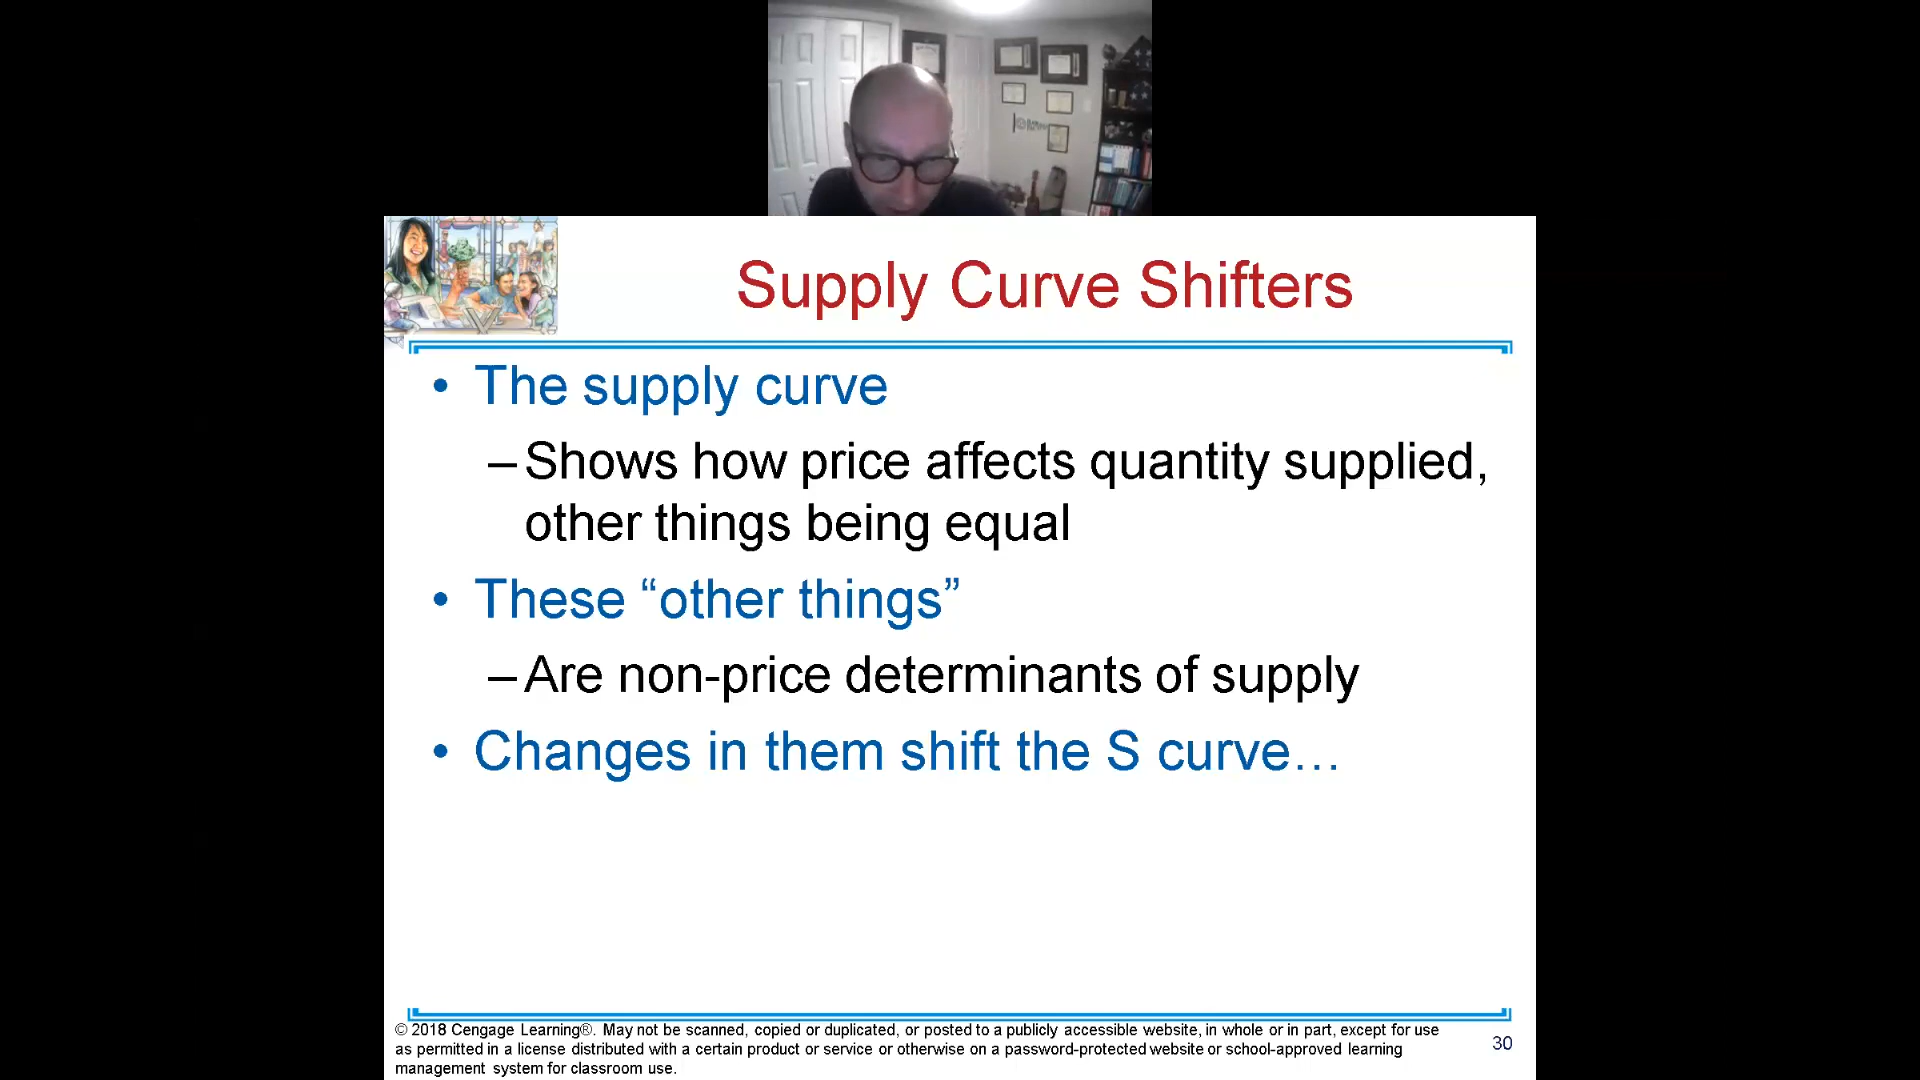 Supply Curve Shifters
• The supply curve
– Shows how price affects quantity supplied,
other things being equal
• These “other things”
– Are non-price determinants of supply
• Changes in them shift the S curve…
© 2018 Cengage Learning®. May not be scanned, copied or duplicated, or posted to a publicly accessible website, in whole or in part, except for use
as permitted in a license distributed with a certain product or service or otherwise on a password-protected website or school-approved learning
management system for classroom use.
30